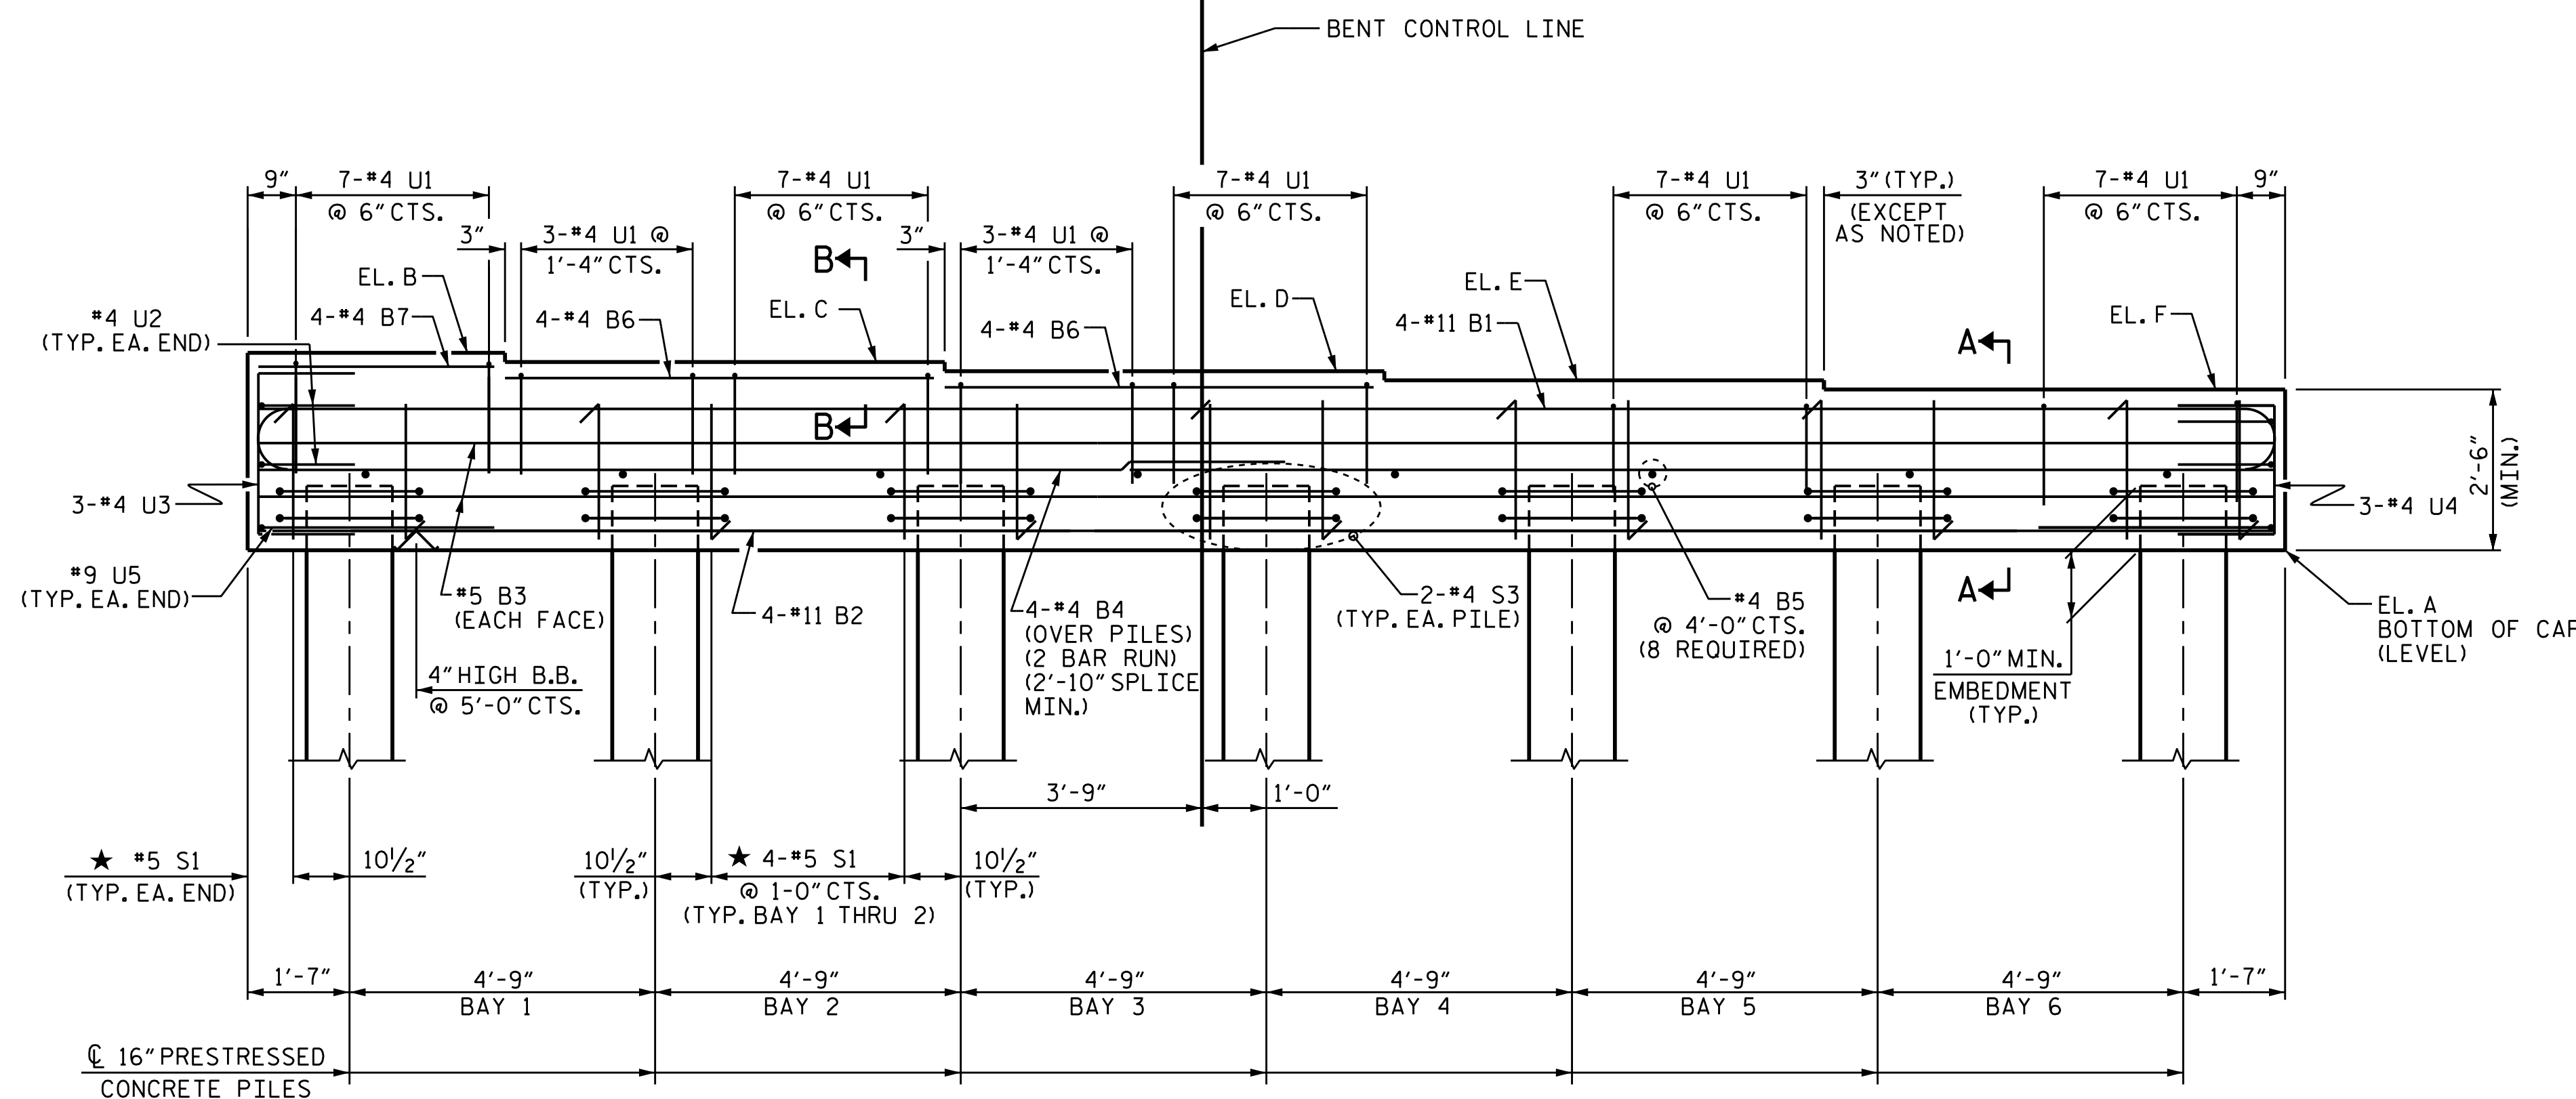 BENT CONTROL LINE
9"
7-#4 U1
@ 6"CTS.
7-#4 U1
@ 6"CTS.
7-#4 U1
@ 6"CTS.
7-#4 U1
@ 6"CTS.
3"(TYP.)
(EXCEPT
AS NOTED)
7-#4 U1
@ 6"CTS.
9"
3"
3-#4 U1 @
1'-4"CTS.
B
3"
3-#4 U1 @
1'-4"CTS.
EL. B
EL. C
EL. D
EL. E
EL. F
#4 U2
(TYP. EA. END)
4-#4 B7
4-#4 B6
4-#4 B6
4-#11 B1
A
B
2'-6"
(MIN.)
3-#4 U3
3-#4 U4
#9 U5
(TYP. EA. END)
#5 B3
(EACH FACE)
4-#11 B2
4-#4 B4
(OVER PILES)
(2 BAR RUN)
(2'-10"SPLICE
MIN.)
2-#4 S3
(TYP. EA. PILE)
#4 B5
@ 4'-0"CTS.
(8 REQUIRED)
A
EL. A
BOTTOM OF CAP
(LEVEL)
4"HIGH B.B.
@ 5'-0"CTS.
1'-0"MIN.
EMBEDMENT
(TYP.)
3'-9"
1'-0"
★ #5 S1
(TYP. EA. END)
10½"
10½"
(TYP.)
★ 4-#5 S1
@ 1-0"CTS.
(TYP. BAY 1 THRU 2)
10½"
(TYP.)
1'-7"
4'-9"
BAY 1
4'-9"
BAY 2
4'-9"
BAY 3
4'-9"
BAY 4
4'-9"
BAY 5
4'-9"
BAY 6
1'-7"
℄ 16"PRESTRESSED
CONCRETE PILES